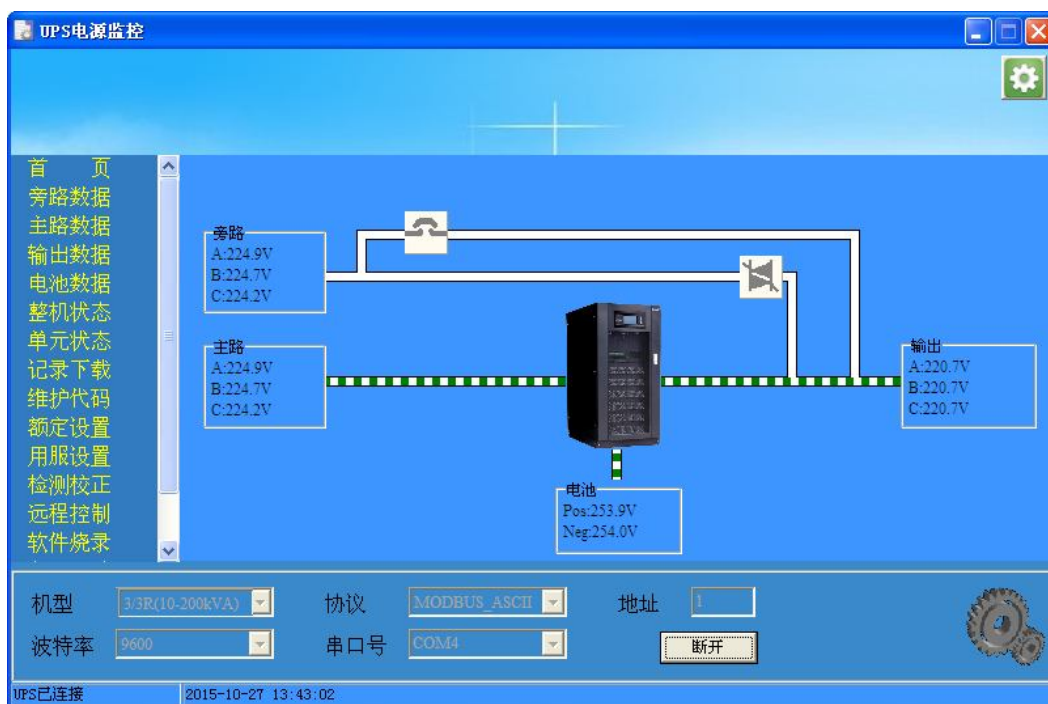 UPS电源监控
首 页
旁路数据
主路数据
输出数据
电池数据
整机状态
单元状态
记录下载
维护代码
额定设置
用服设置
检测校正
远程控制
软件烧录
旁路
A:224.9V
B:224.7V
C:224.2V
主路
A:224.9V
B:224.7V
C:224.2V
输出
A:220.7V
B:220.7V
C:220.7V
电池
Pos:253.9V
Neg:254.0V
机型 3/3R(10-200kVA) 协议 MODBUS_ASCII 地址 1
波特率 9600 串口号 COM4 断开
UPS已连接 2015-10-27 13:43:02